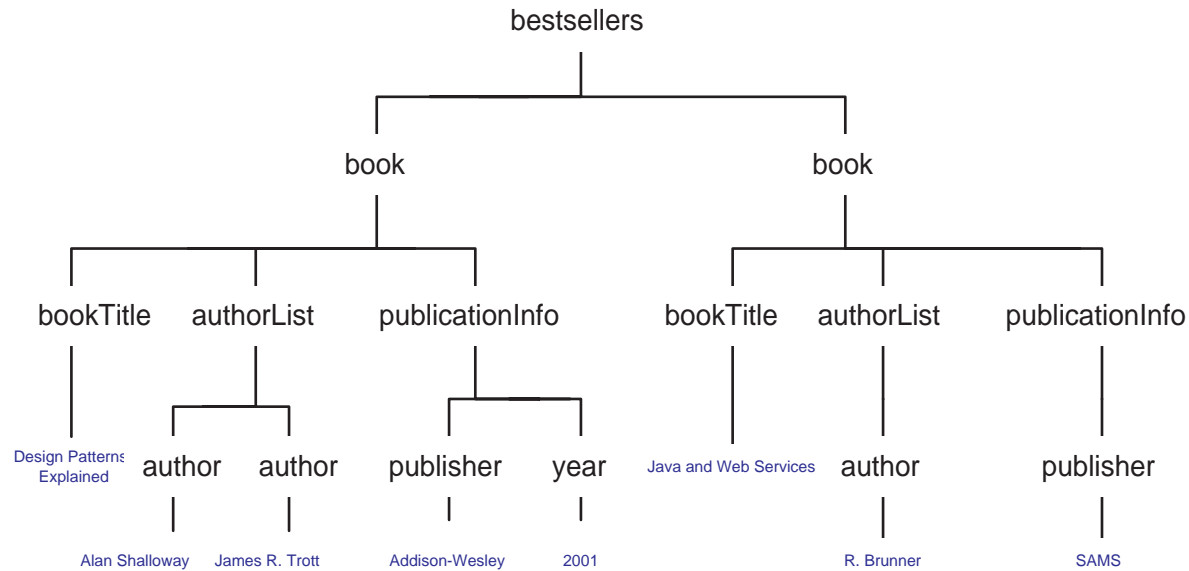 bestsellers
book book
bookTitle authorList publicationInfo bookTitle authorList publicationInfo
Design Patterns
Explained
author author publisher year Java and Web Services author publisher
Alan Shalloway James R. Trott Addison-Wesley 2001 R. Brunner SAMS